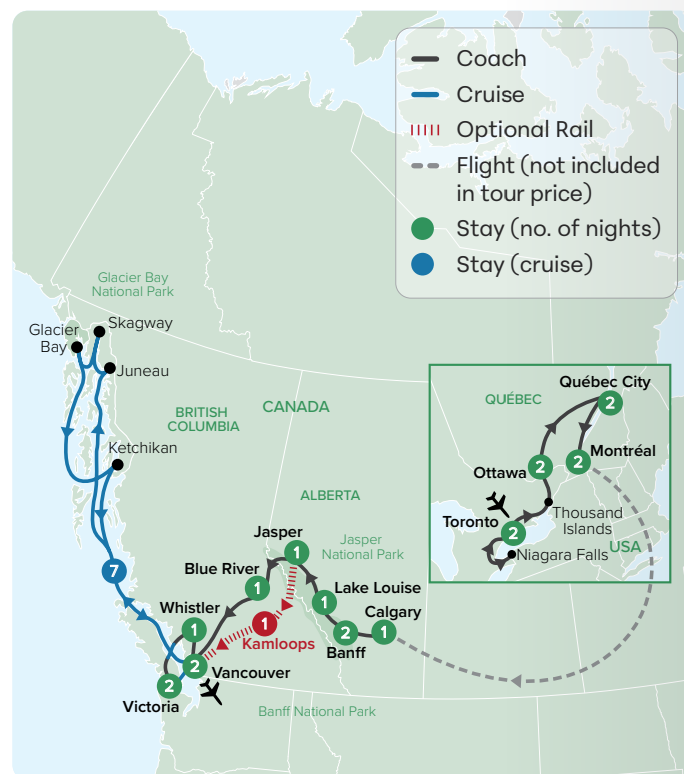 Coach
Cruise
Optional Rail
Flight (not included
in tour price)
Stay (no. of nights)
Stay (cruise)
Glacier Bay
National Park
Skagway
Glacier
Bay
Juneau
BRITISH
COLUMBIA
CANADA
Ketchikan
ALBERTA
Jasper
1
Jasper
National Park
Blue River
1
Lake Louise
1
7
Whistler
1
1
Kamloops
Calgary
1
2
Banff
2
Vancouver
2
Victoria
Banff National Park
QUÉBEC
Québec City
2
Montréal
2
Ottawa
2
Toronto
2
Thousand
Islands
USA
Niagara Falls